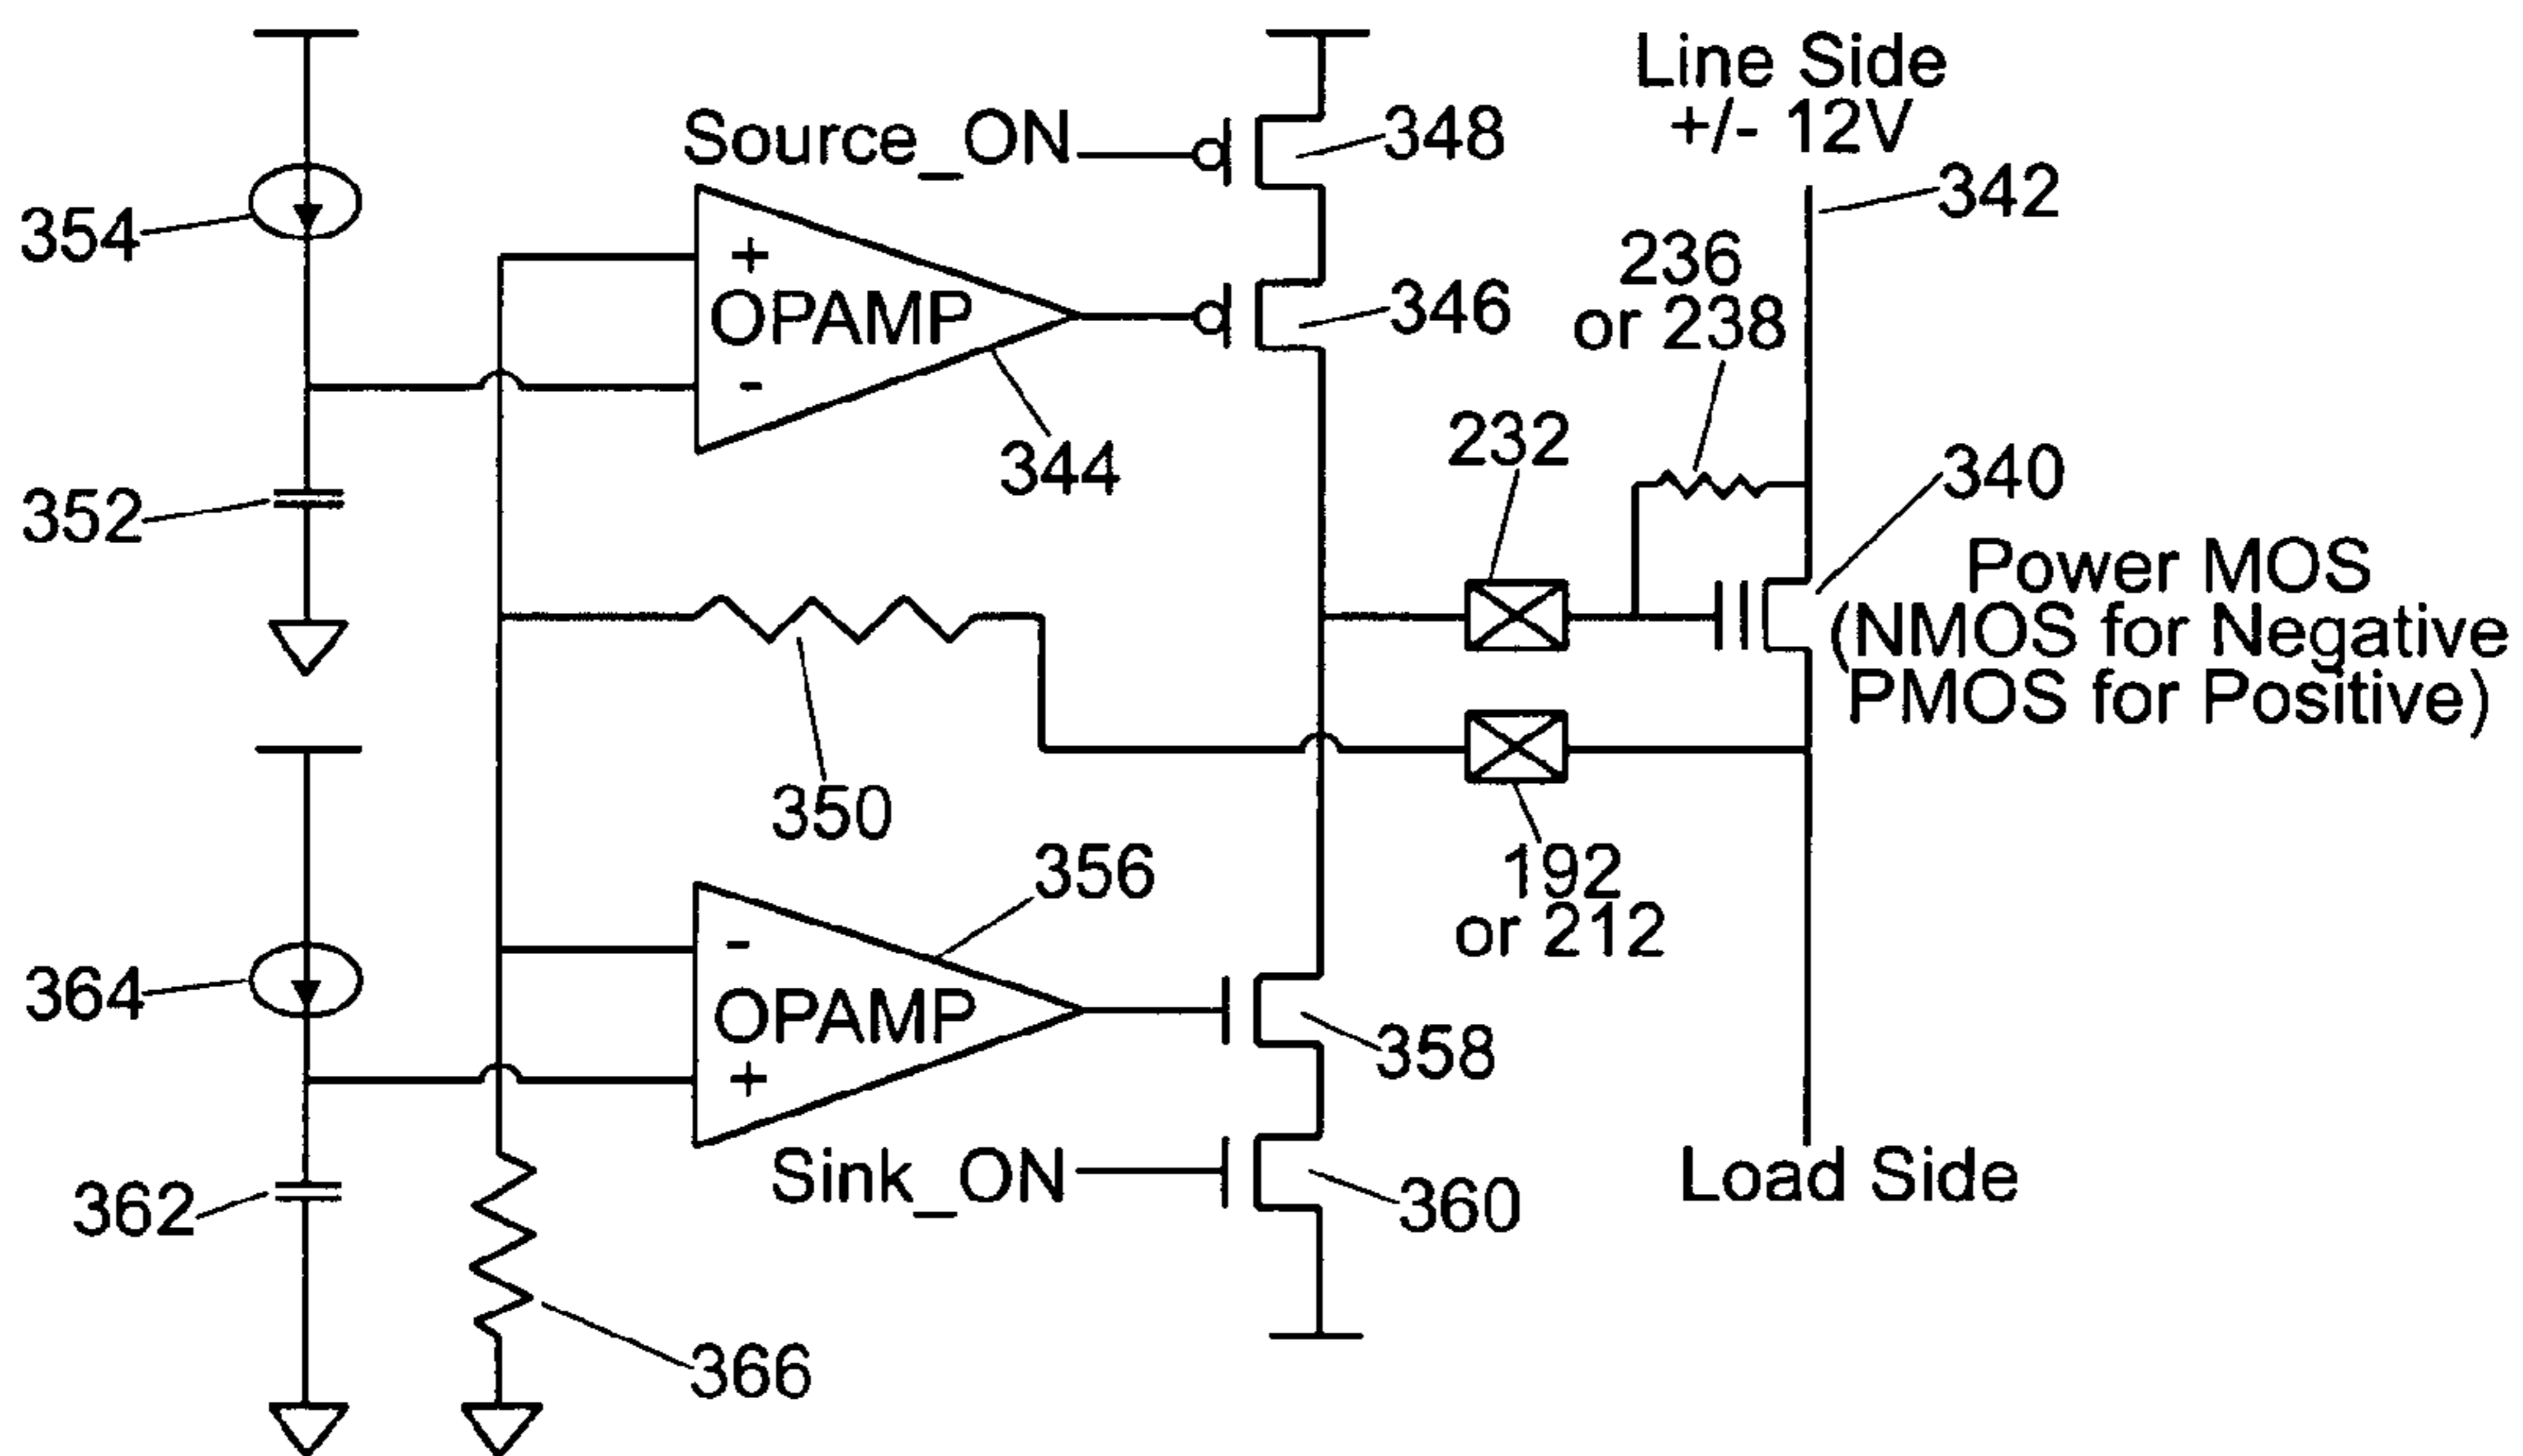 Line Side
+/- 12V
Source_ON
348
342
354
236
or 238
+
OPAMP
-
346
232
340
344
352
Power MOS
(NMOS for Negative
PMOS for Positive)
350
192
or 212
356
364
-
OPAMP
+
358
Sink_ON
360
Load Side
362
366